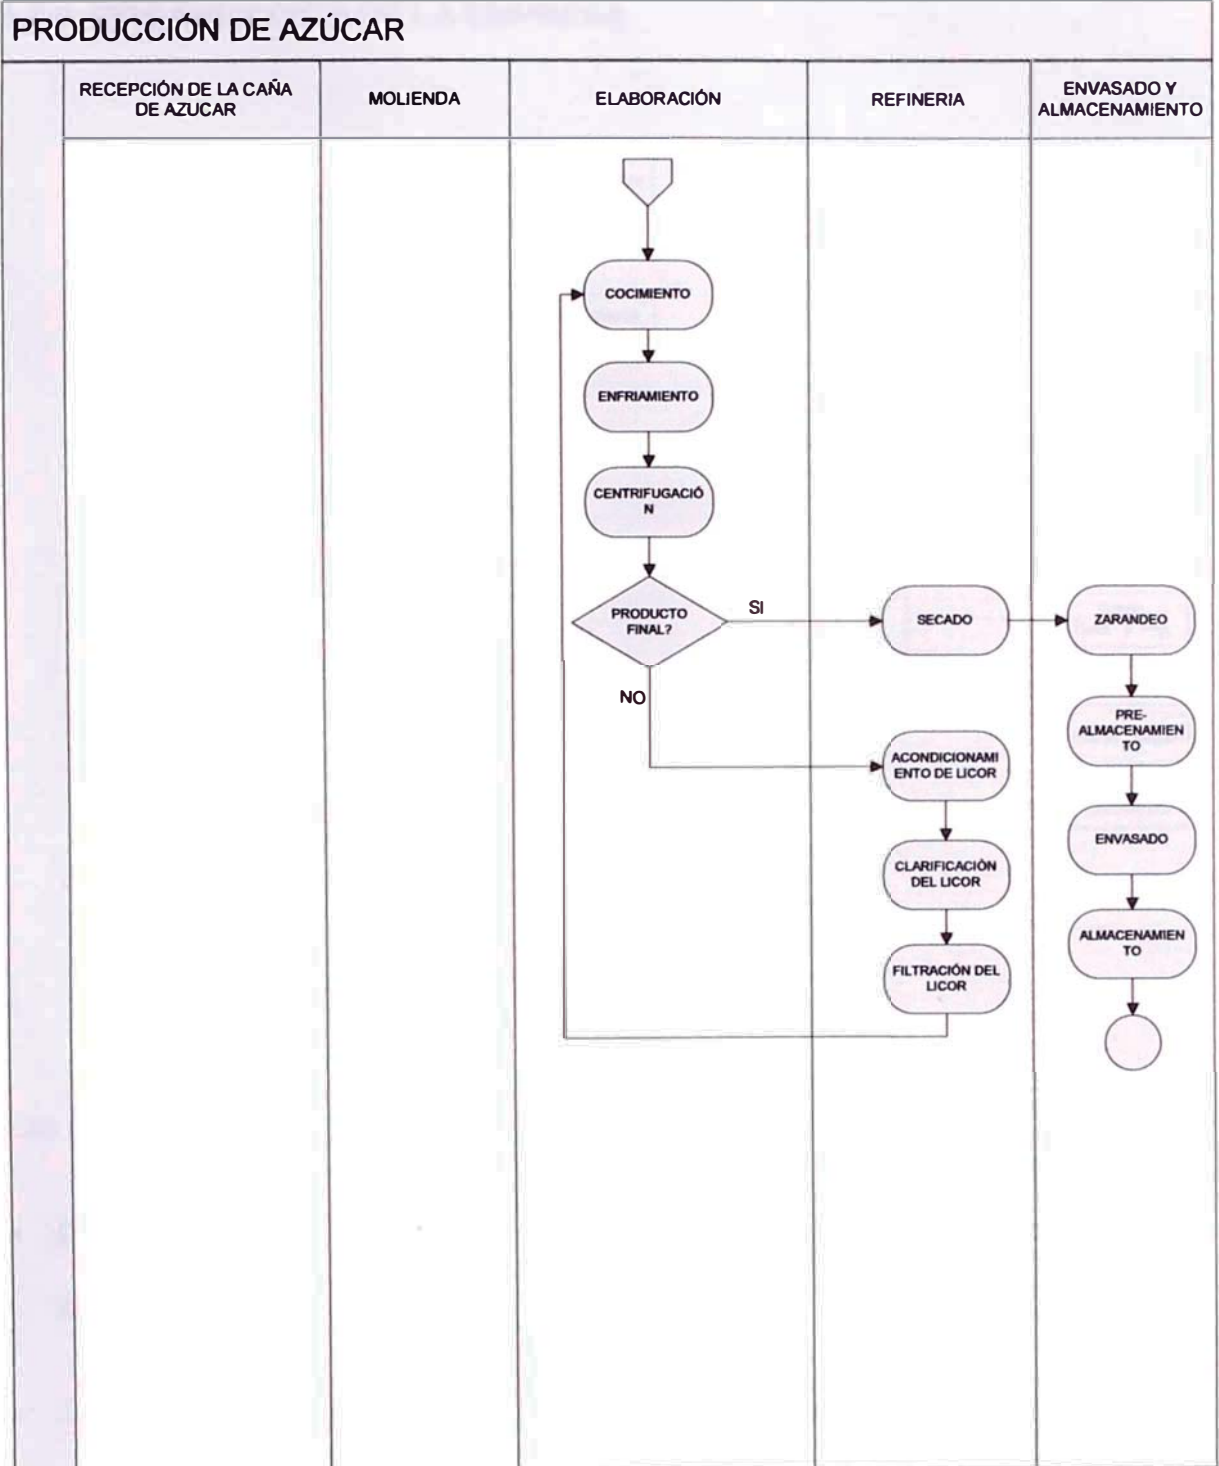 PRODUCCIÓN DE AZÚCAR
RECEPCIÓN DE LA CAÑA
DE AZUCAR
MOLIENDA
ELABORACIÓN
REFINERIA
ENVASADO Y
ALMACENAMIENTO
COCIMIENTO
ENFRIAMIENTO
CENTRIFUGACIÓ
N
PRODUCTO
FINAL?
SI
SECADO
ZARANDEO
NO
PRE-
ALMACENAMIEN
TO
ACONDICIONAMI
ENTO DE LICOR
ENVASADO
CLARIFICACIÓN
DEL LICOR
ALMACENAMIEN
TO
FILTRACIÓN DEL
LICOR